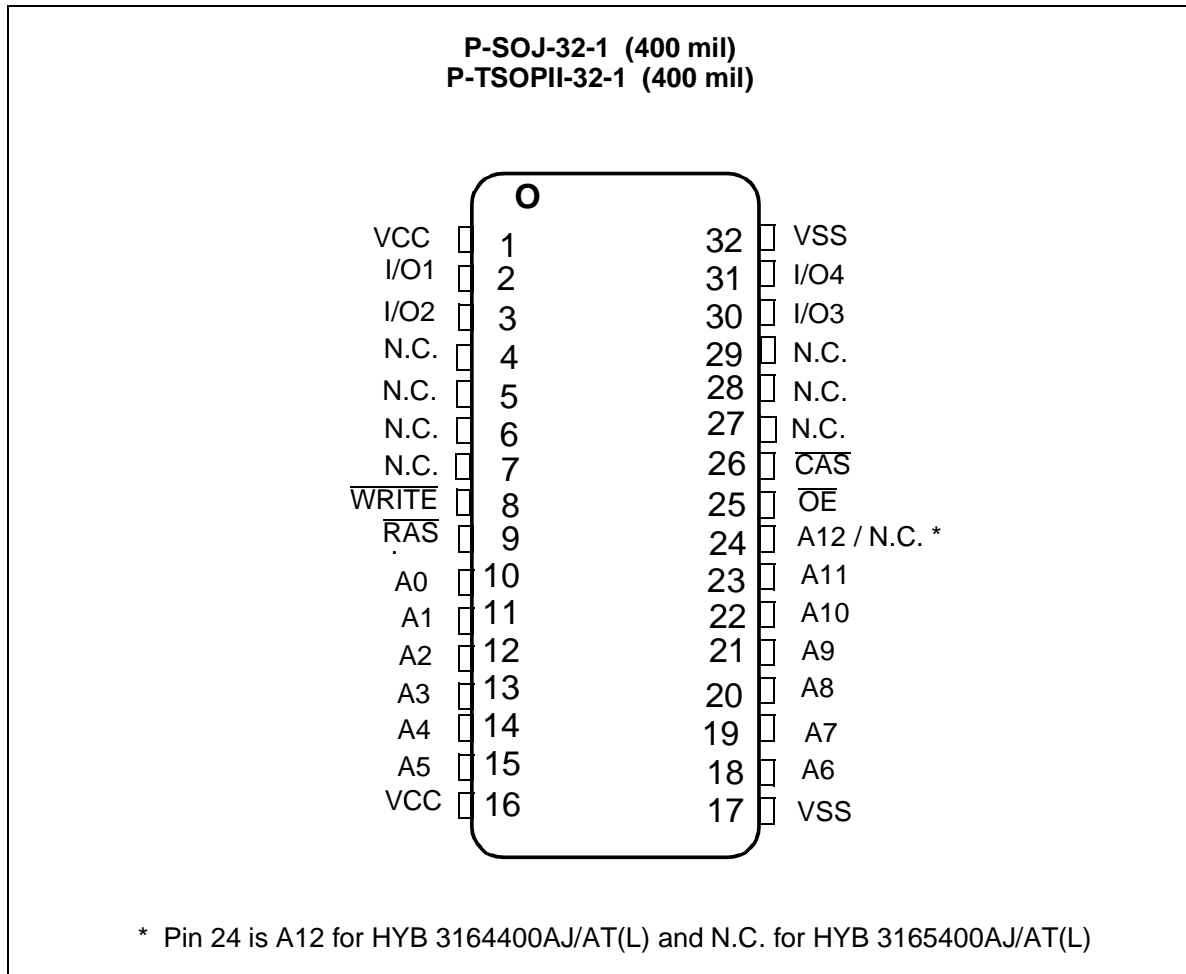 P-SOJ-32-1 (400 mil)
P-TSOPII-32-1 (400 mil)
O
VCC 1 32 VSS
I/O1 2 31 I/O4
I/O2 3 30 I/O3
N.C. 4 29 N.C.
N.C. 5 28 N.C.
N.C. 6 27 N.C.
N.C. 7 26 C̅A̅S̅
W̅R̅I̅T̅E̅ 8 25 O̅E̅
R̅A̅S̅ 9 24 A12 / N.C. *
A0 10 23 A11
A1 11 22 A10
A2 12 21 A9
A3 13 20 A8
A4 14 19 A7
A5 15 18 A6
VCC 16 17 VSS
* Pin 24 is A12 for HYB 3164400AJ/AT(L) and N.C. for HYB 3165400AJ/AT(L)